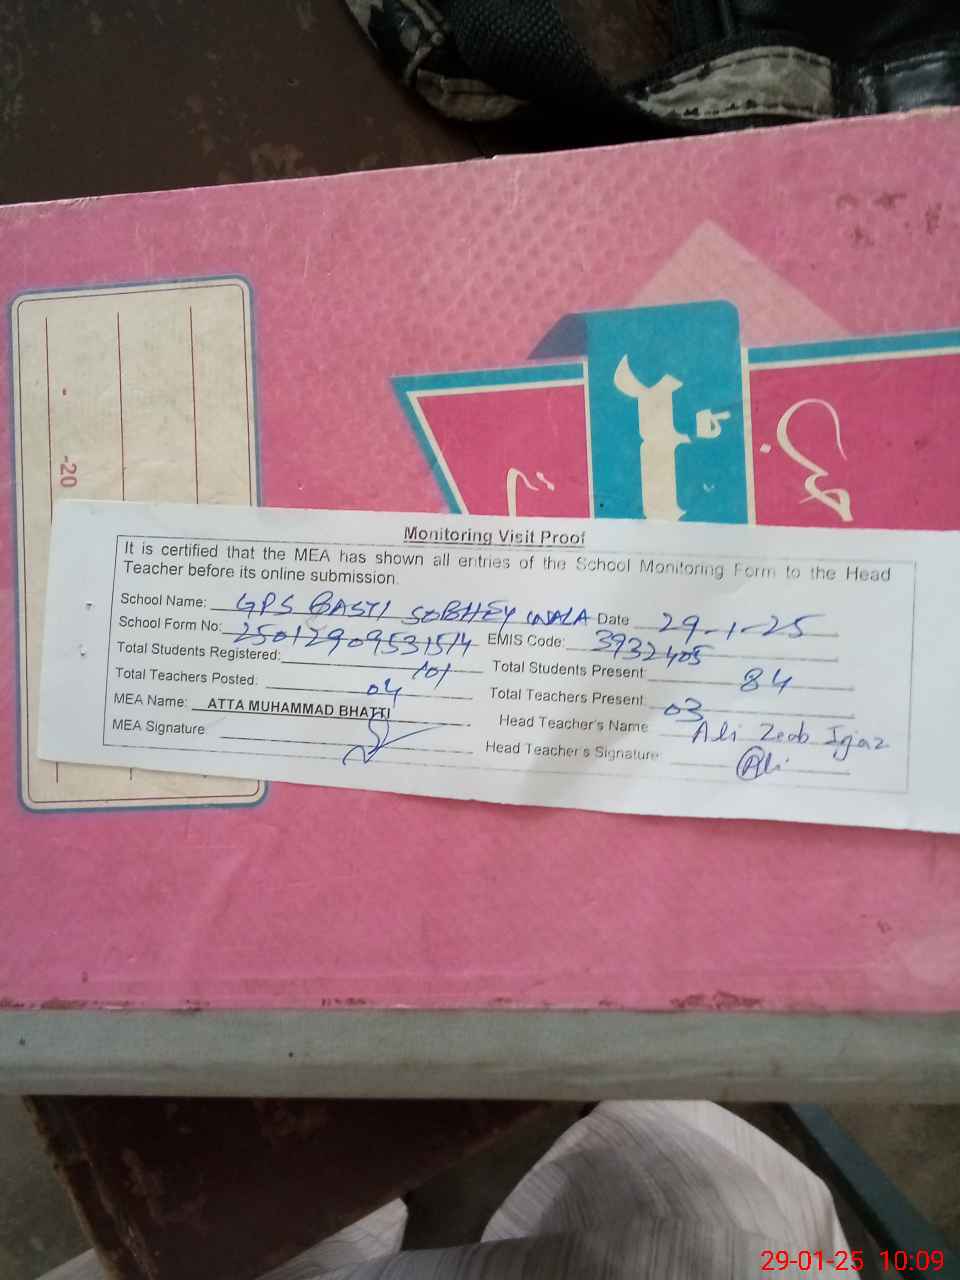 -20
Monitoring Visit Proof
It is certified that the MEA has shown all entries of the School Monitoring Form to the Head
Teacher before its online submission.
School Name: GPS BASTI SOBHEY WALA Date 29-1-25
School Form No: 25012909531514 EMIS Code: 3932405
Total Students Registered: 101 Total Students Present: 84
Total Teachers Posted: 04 Total Teachers Present: 03
MEA Name: ATTA MUHAMMAD BHATTI Head Teacher's Name Ali Zeab Igaz
MEA Signature Head Teacher's Signature: Ali
29-01-25 10:09